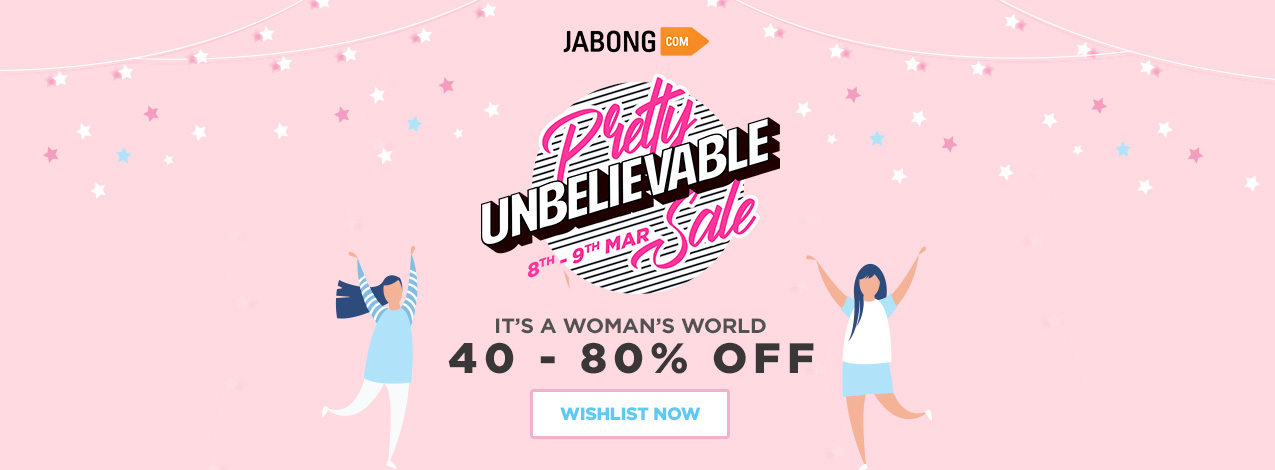 JABONG COM
Pretty
UNBELIEVABLE
Sale
8TH - 9TH MAR
IT'S A WOMAN'S WORLD
40 - 80% OFF
WISHLIST NOW